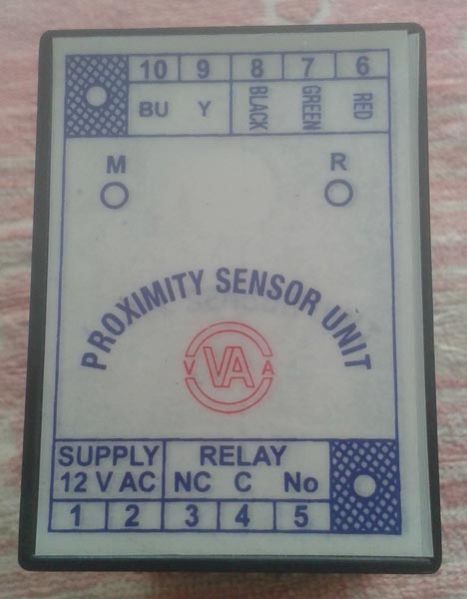 10 9 8 7 6
BU Y BLACK GREEN RED
M R
PROXIMITY SENSOR UNIT
V VA A
SUPPLY RELAY
12 V AC NC C No
1 2 3 4 5